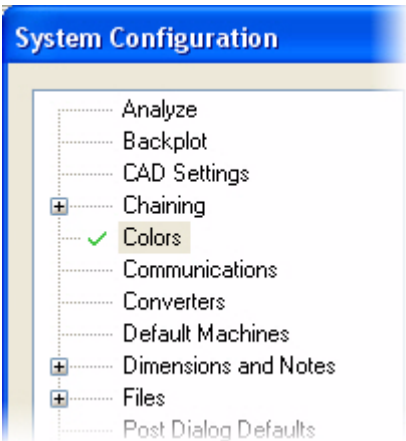 System Configuration
Analyze
Backplot
CAD Settings
Chaining
Colors
Communications
Converters
Default Machines
Dimensions and Notes
Files
Post Dialog Defaults